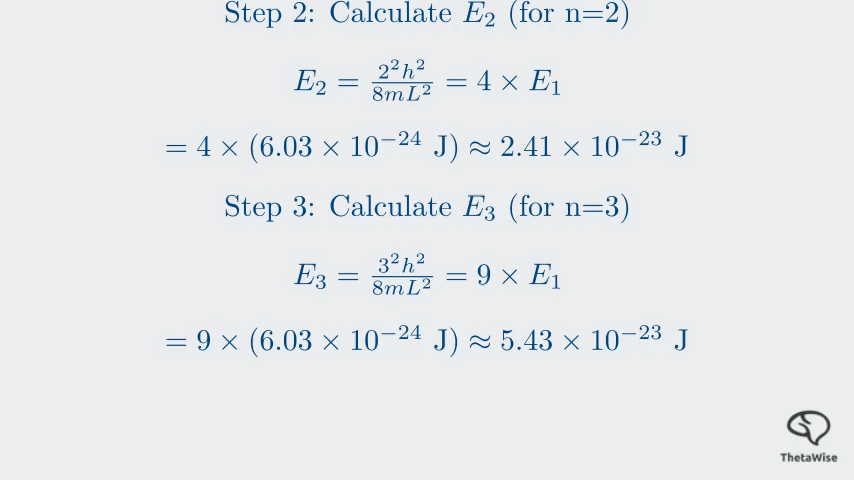 Step 2: Calculate E₂ (for n=2)
E₂ = 2²h²/8mL² = 4 × E₁
= 4 × (6.03 × 10⁻²⁴ J) ≈ 2.41 × 10⁻²³ J
Step 3: Calculate E₃ (for n=3)
E₃ = 3²h²/8mL² = 9 × E₁
= 9 × (6.03 × 10⁻²⁴ J) ≈ 5.43 × 10⁻²³ J
ThetaWise